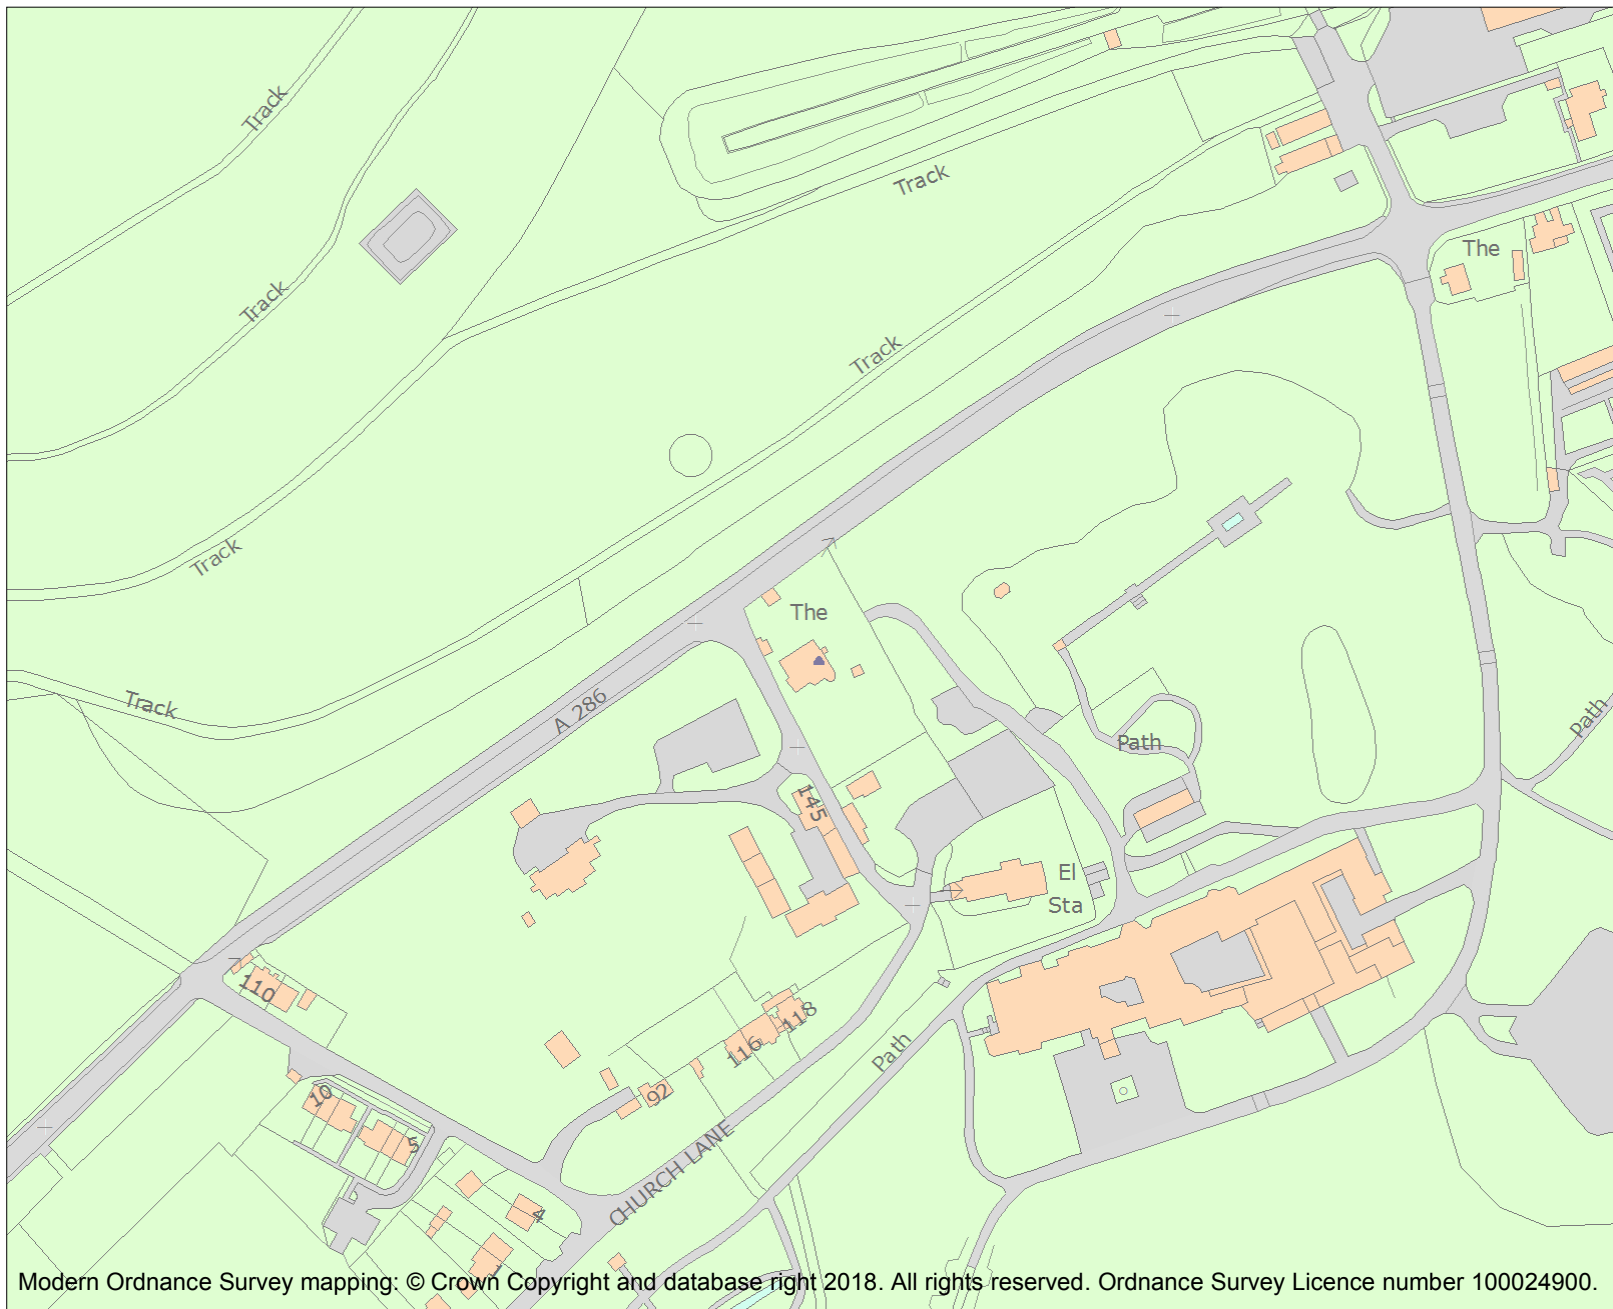 Track
Track
The
Track
Track
Track
The
Track
A 286
Path
Path
145
El
Sta
110
118
116
Path
92
10
5
CHURCH LANE
4
1
Modern Ordnance Survey mapping: © Crown Copyright and database right 2018. All rights reserved. Ordnance Survey Licence number 100024900.